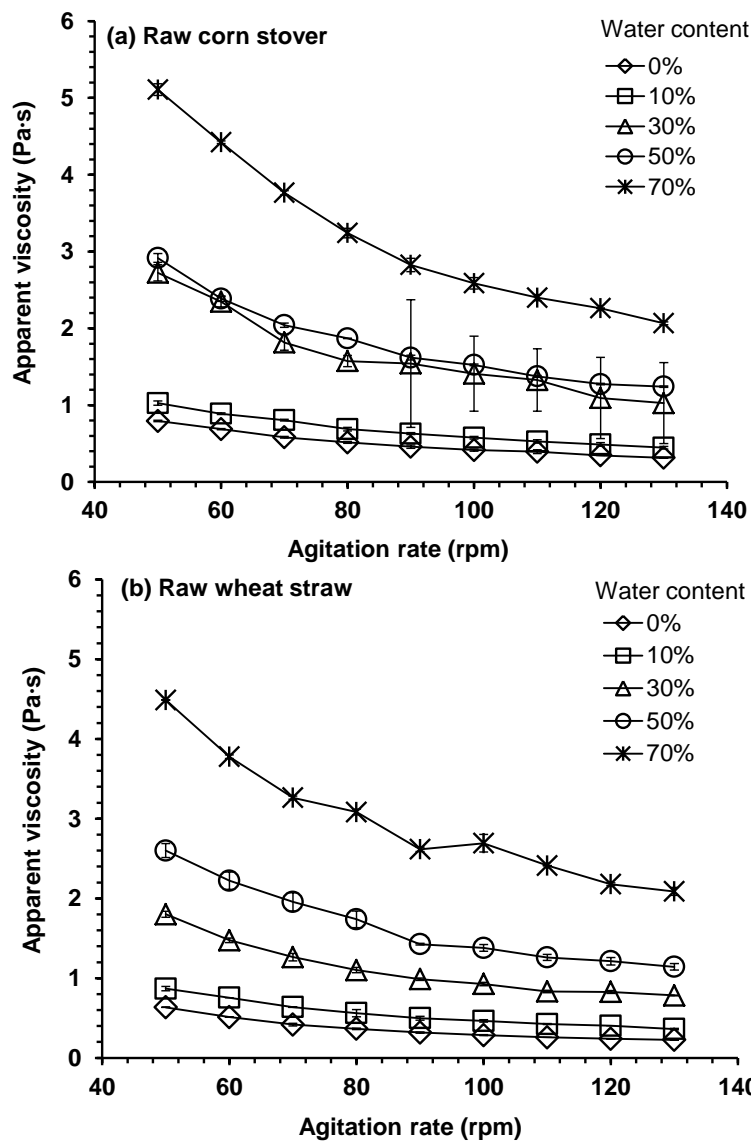 (a) Raw corn stover
Water content
0%
10%
30%
50%
70%
6
5
4
3
2
1
0
Apparent viscosity (Pa·s)
40 60 80 100 120 140
Agitation rate (rpm)
(b) Raw wheat straw
Water content
0%
10%
30%
50%
70%
6
5
4
3
2
1
0
Apparent viscosity (Pa·s)
40 60 80 100 120 140
Agitation rate (rpm)